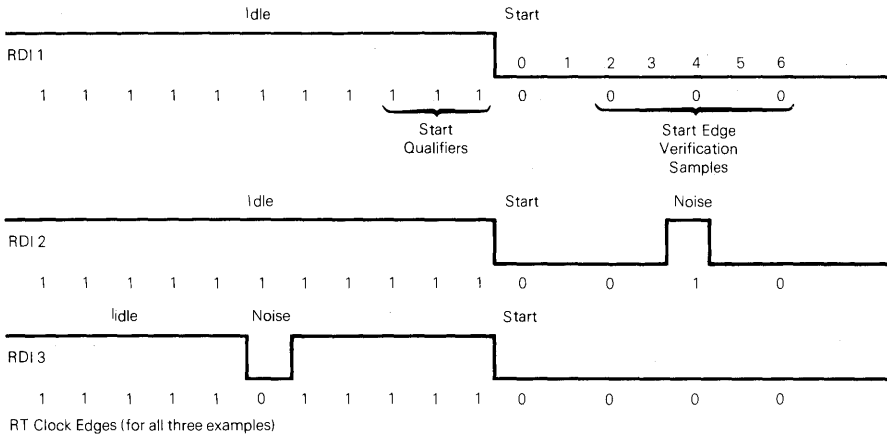 Idle Start
RDI 1
0 1 2 3 4 5 6
1 1 1 1 1 1 1 1 1 1 1 0 0 0 0
Start
Qualifiers
Start Edge
Verification
Samples
Idle Start Noise
RDI 2
1 1 1 1 1 1 1 1 1 1 1 0 0 1 0
Idle Noise Start
RDI 3
1 1 1 1 1 0 1 1 1 1 1 0 0 0 0
RT Clock Edges (for all three examples)